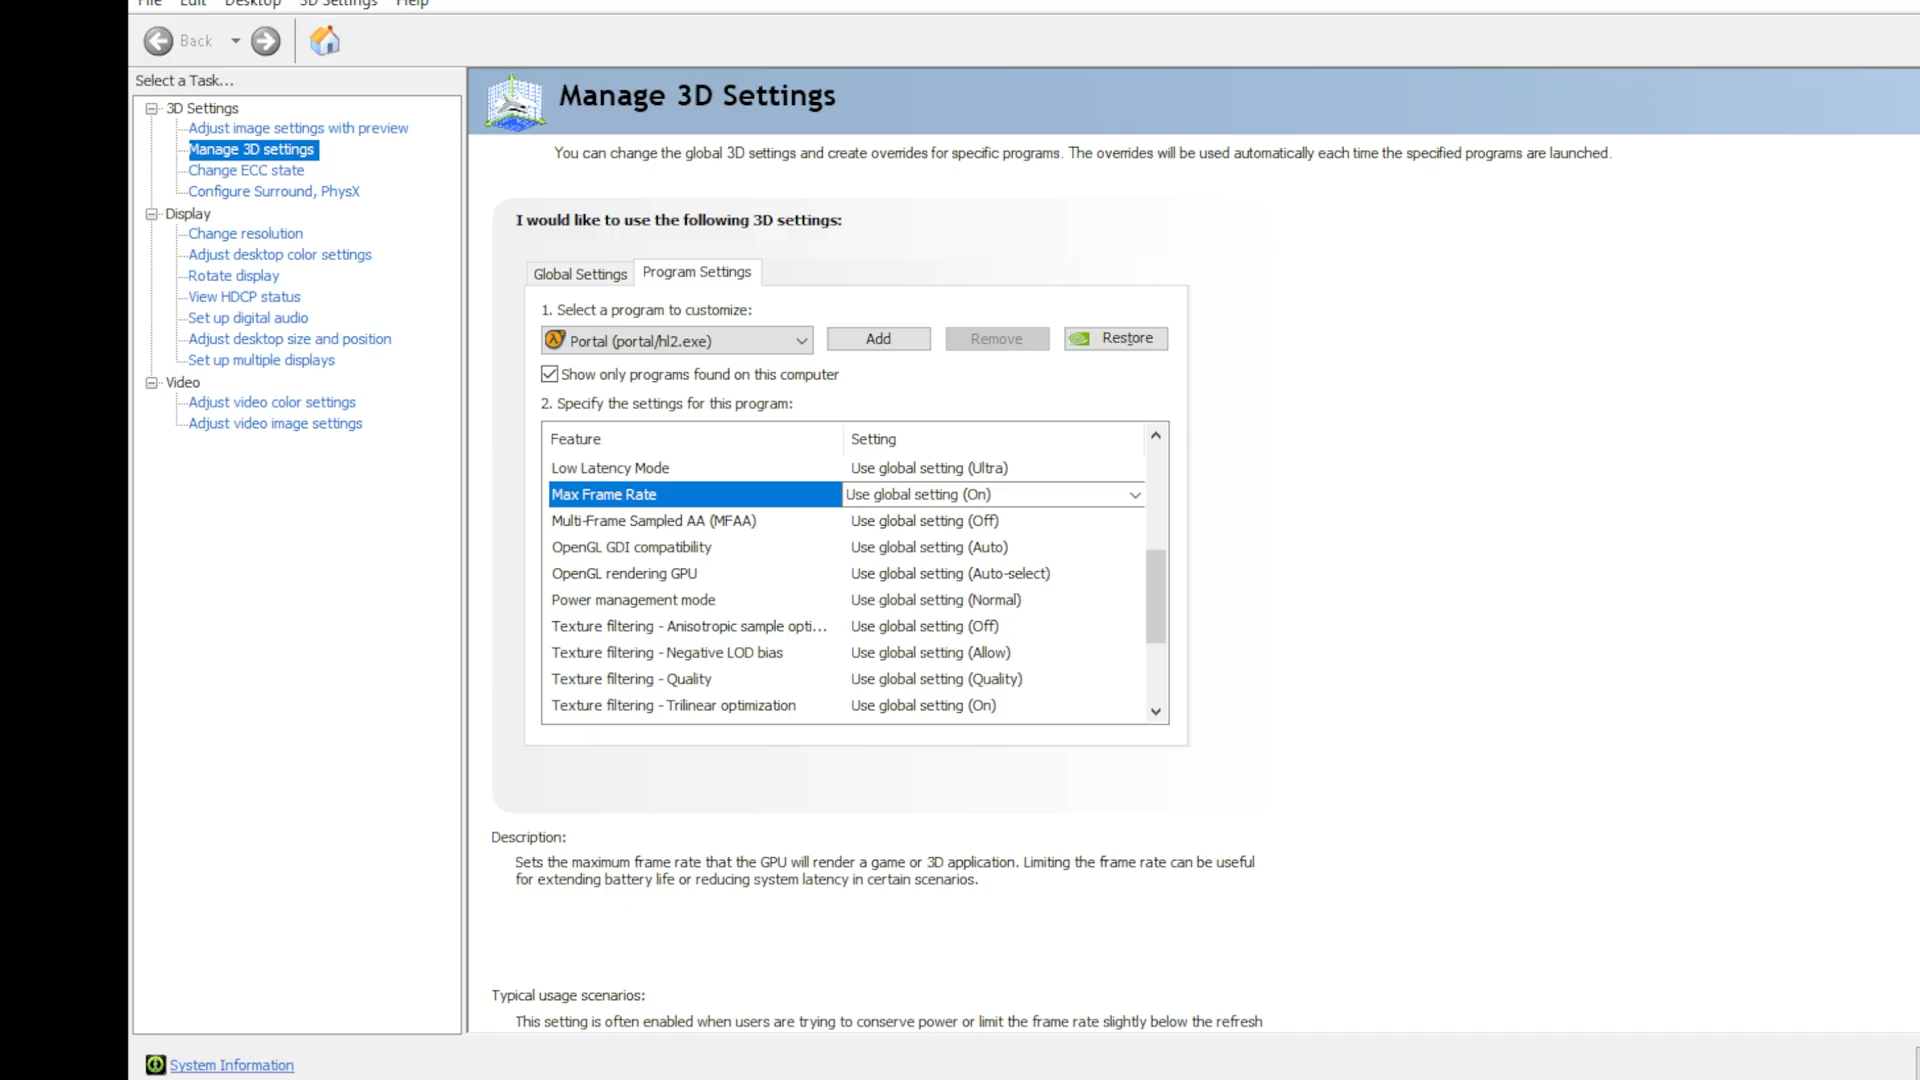 File Edit Desktop 3D Settings Help
Back
Select a Task...
3D Settings
Adjust image settings with preview
Manage 3D settings
Change ECC state
Configure Surround, PhysX
Display
Change resolution
Adjust desktop color settings
Rotate display
View HDCP status
Set up digital audio
Adjust desktop size and position
Set up multiple displays
Video
Adjust video color settings
Adjust video image settings
System Information
Manage 3D Settings
You can change the global 3D settings and create overrides for specific programs. The overrides will be used automatically each time the specified programs are launched.
I would like to use the following 3D settings:
Global Settings Program Settings
1. Select a program to customize:
Portal (portal/hl2.exe) Add Remove Restore
Show only programs found on this computer
2. Specify the settings for this program:
Feature Setting
Low Latency Mode Use global setting (Ultra)
Max Frame Rate Use global setting (On)
Multi-Frame Sampled AA (MFAA) Use global setting (Off)
OpenGL GDI compatibility Use global setting (Auto)
OpenGL rendering GPU Use global setting (Auto-select)
Power management mode Use global setting (Normal)
Texture filtering - Anisotropic sample opti... Use global setting (Off)
Texture filtering - Negative LOD bias Use global setting (Allow)
Texture filtering - Quality Use global setting (Quality)
Texture filtering - Trilinear optimization Use global setting (On)
Description:
Sets the maximum frame rate that the GPU will render a game or 3D application. Limiting the frame rate can be useful
for extending battery life or reducing system latency in certain scenarios.
Typical usage scenarios:
This setting is often enabled when users are trying to conserve power or limit the frame rate slightly below the refresh